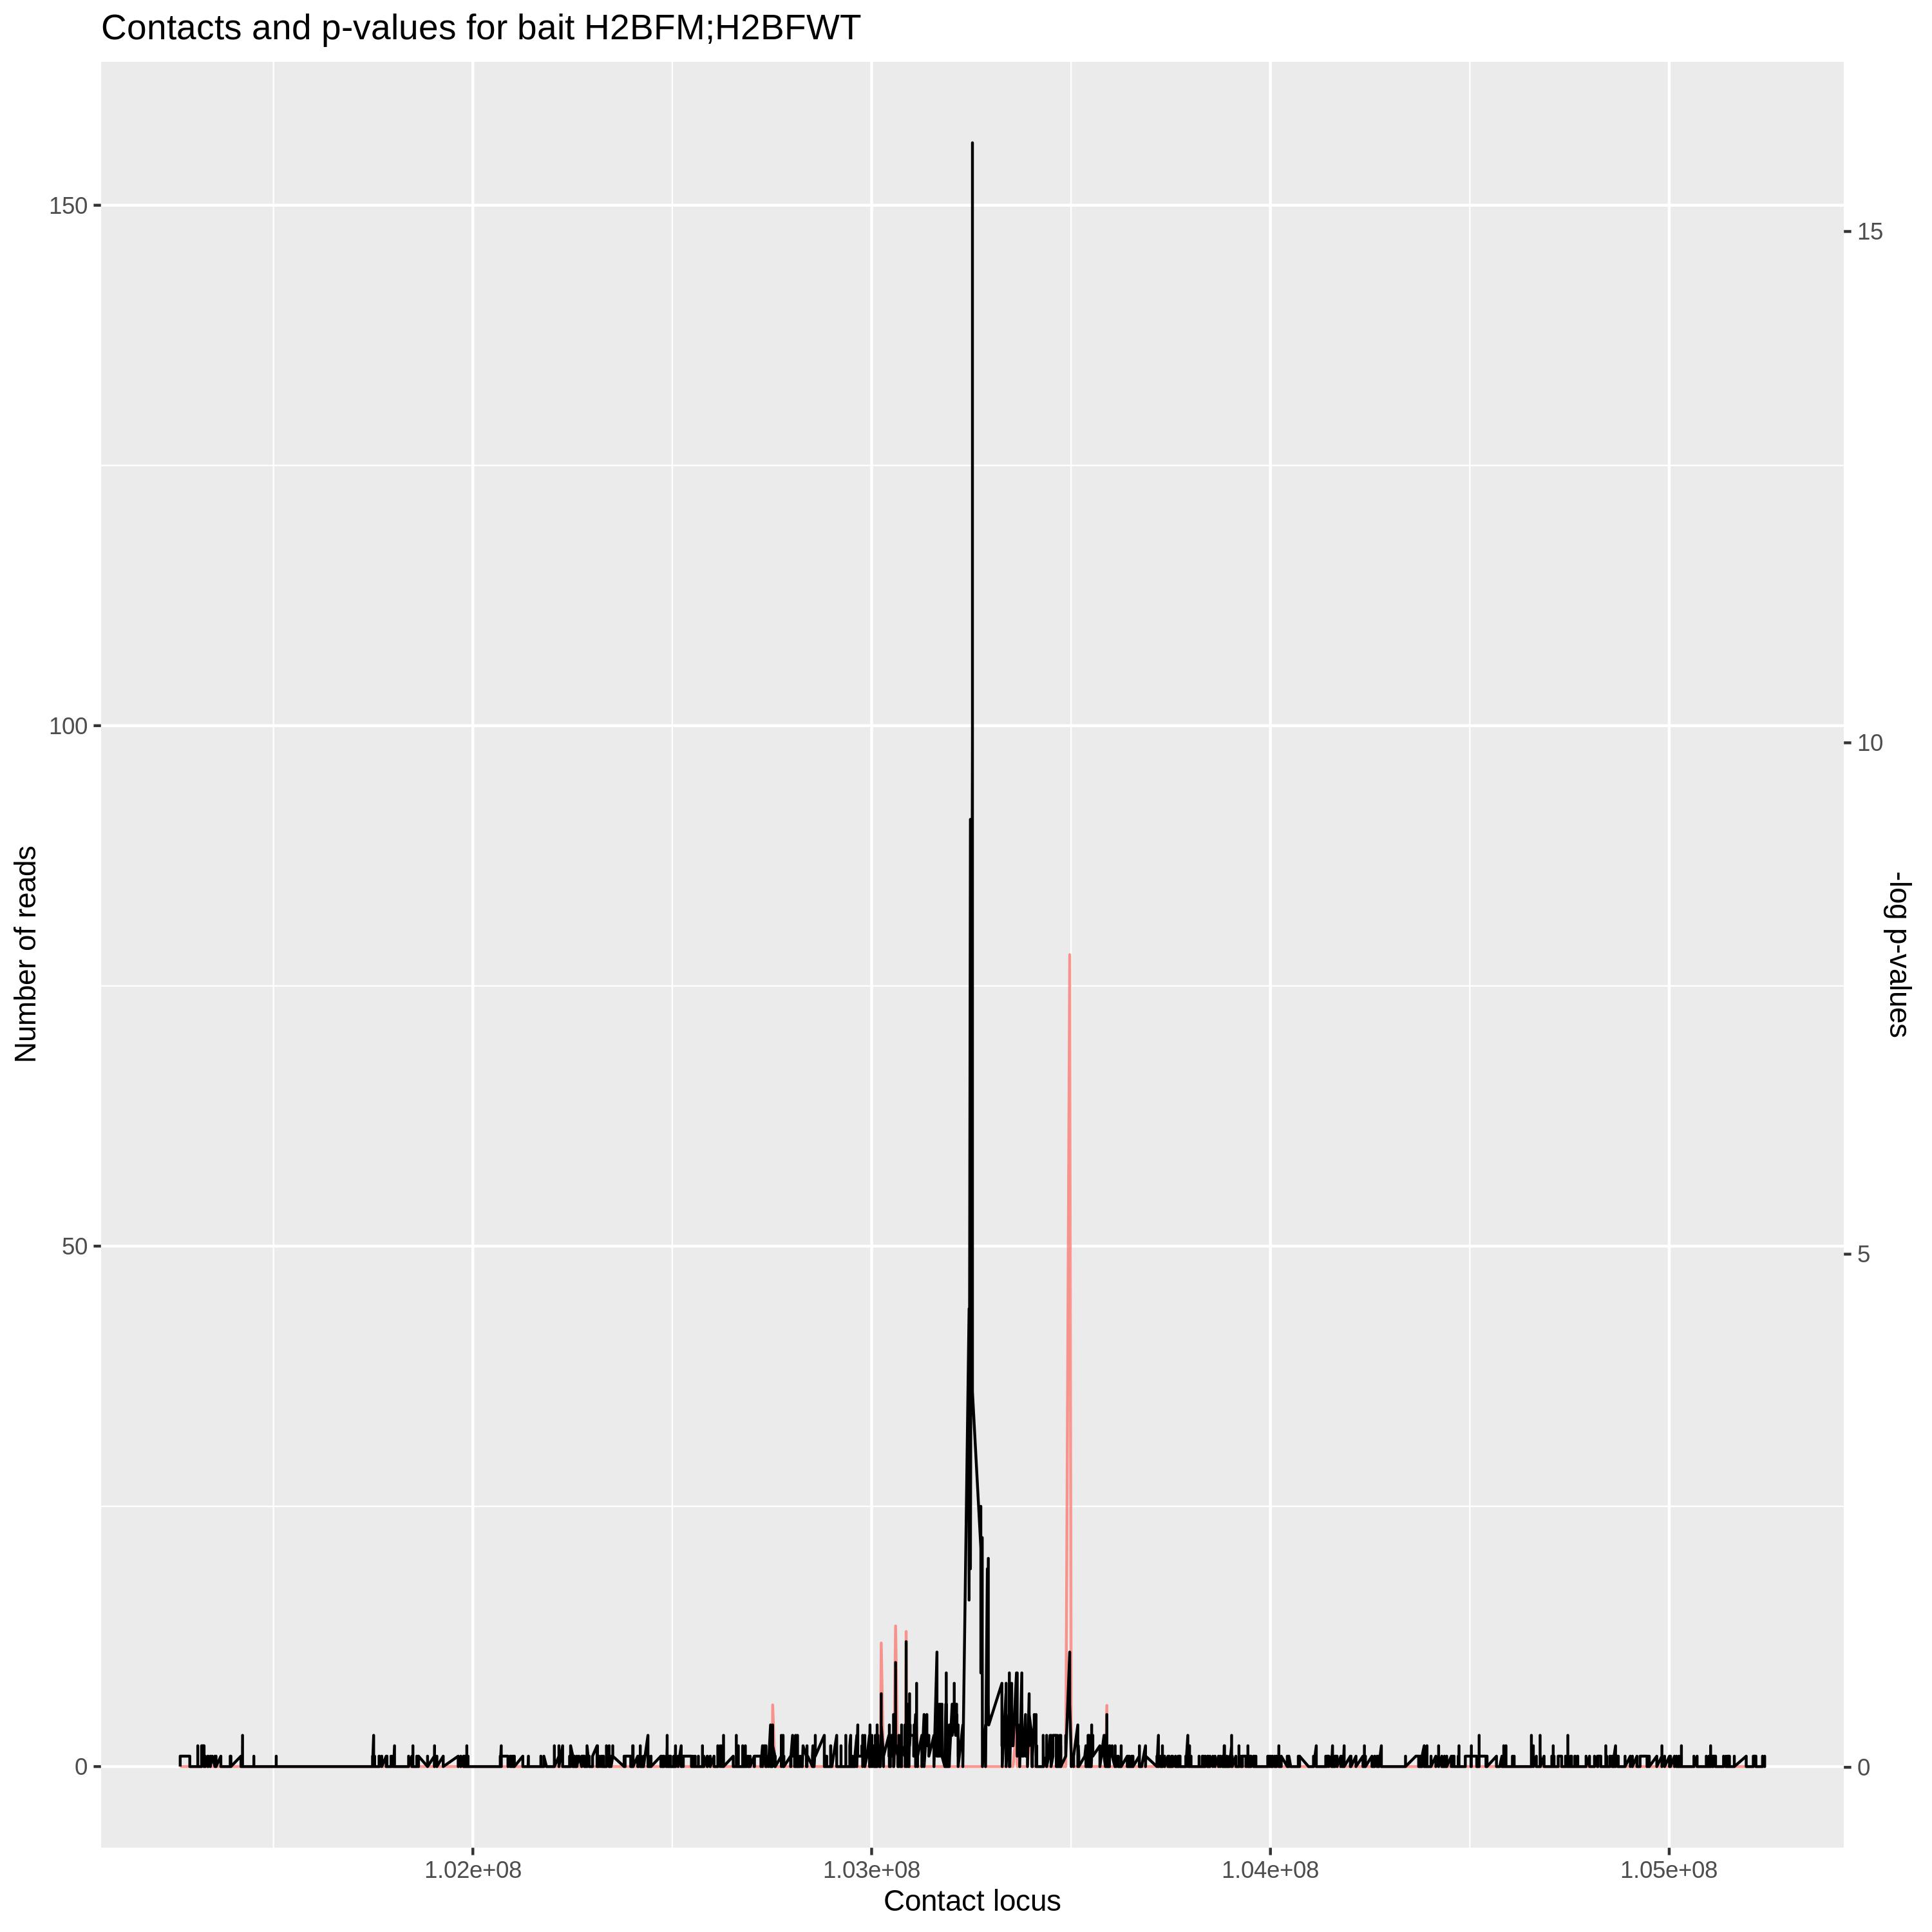 Contacts and p-values for bait H2BFM;H2BFWT
150
100
50
0
Number of reads
15
10
5
0
-log p-values
1.02e+08
1.03e+08
1.04e+08
1.05e+08
Contact locus